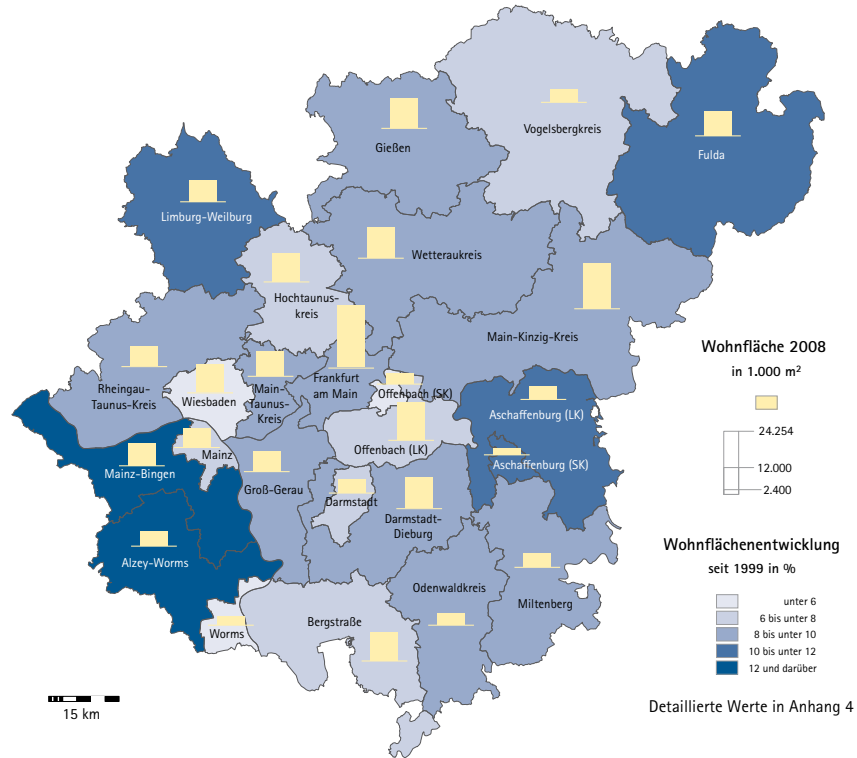 Vogelsbergkreis
Gießen
Fulda
Limburg-Weilburg
Wetteraukreis
Hochtaunus-
kreis
Main-Kinzig-Kreis
Rheingau-
Taunus-Kreis
Wiesbaden
Main-
Taunus-
Kreis
Frankfurt
am Main
Offenbach (SK)
Aschaffenburg (LK)
Mainz
Offenbach (LK)
Aschaffenburg (SK)
Mainz-Bingen
Groß-Gerau
Darmstadt
Darmstadt-
Dieburg
Alzey-Worms
Odenwaldkreis
Miltenberg
Bergstraße
Worms
Wohnfläche 2008
in 1.000 m²
24.254
12.000
2.400
Wohnflächenentwicklung
seit 1999 in %
unter 6
6 bis unter 8
8 bis unter 10
10 bis unter 12
12 und darüber
15 km
Detaillierte Werte in Anhang 4